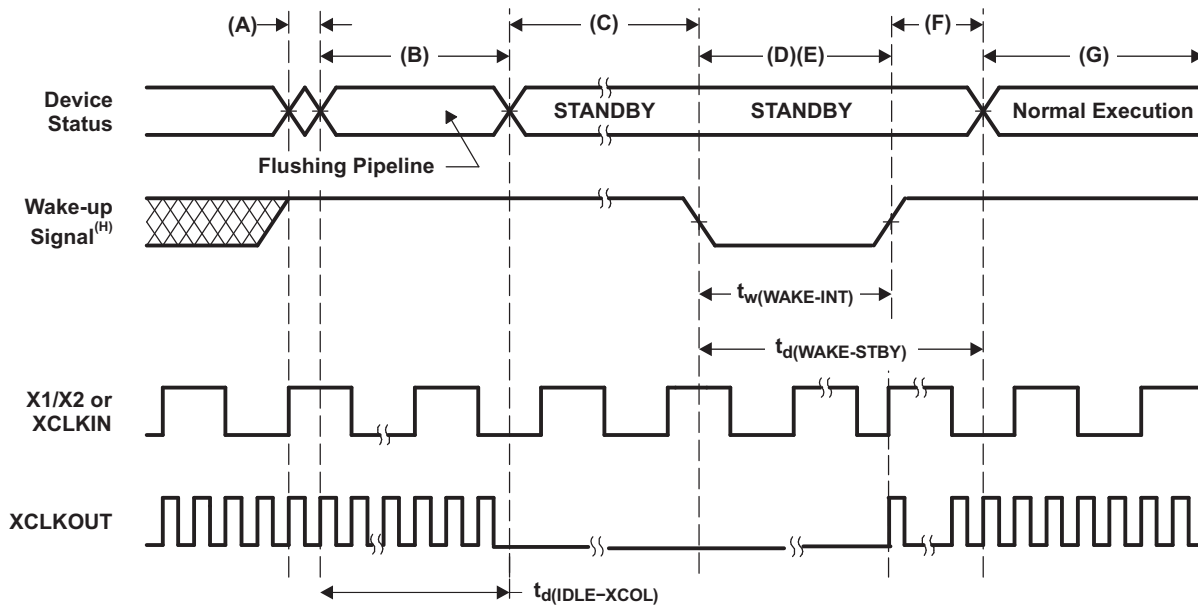 (A)
(C)
(F)
(B)
(D)(E)
(G)
Device
Status
STANDBY
STANDBY
Normal Execution
Flushing Pipeline
Wake-up
Signal(H)
tw(WAKE-INT)
td(WAKE-STBY)
X1/X2 or
XCLKIN
XCLKOUT
td(IDLE−XCOL)